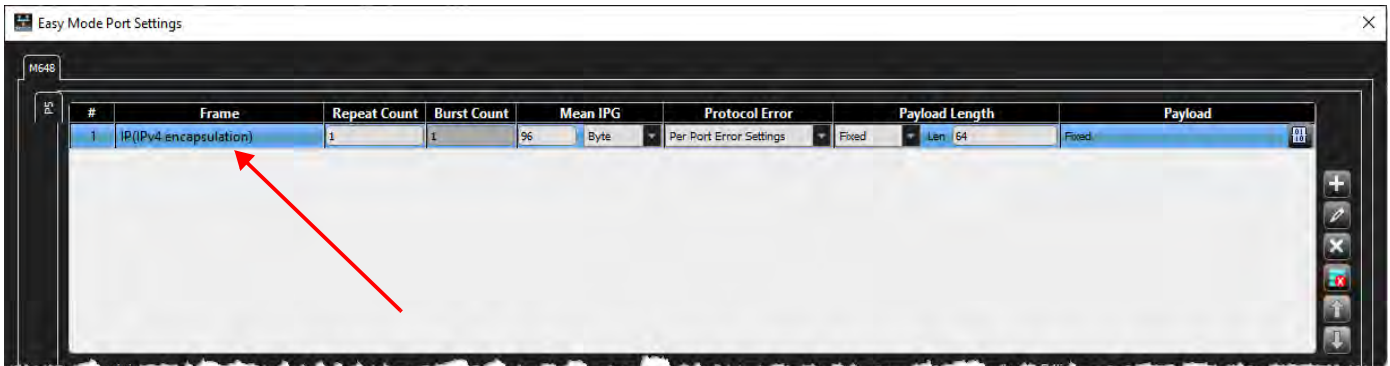 Easy Mode Port Settings
M648
P5
# Frame Repeat Count Burst Count Mean IPG Protocol Error Payload Length Payload
1 IP(IPv4 encapsulation) 1 1 96 Byte Per Port Error Settings Fixed Len 64 Fixed